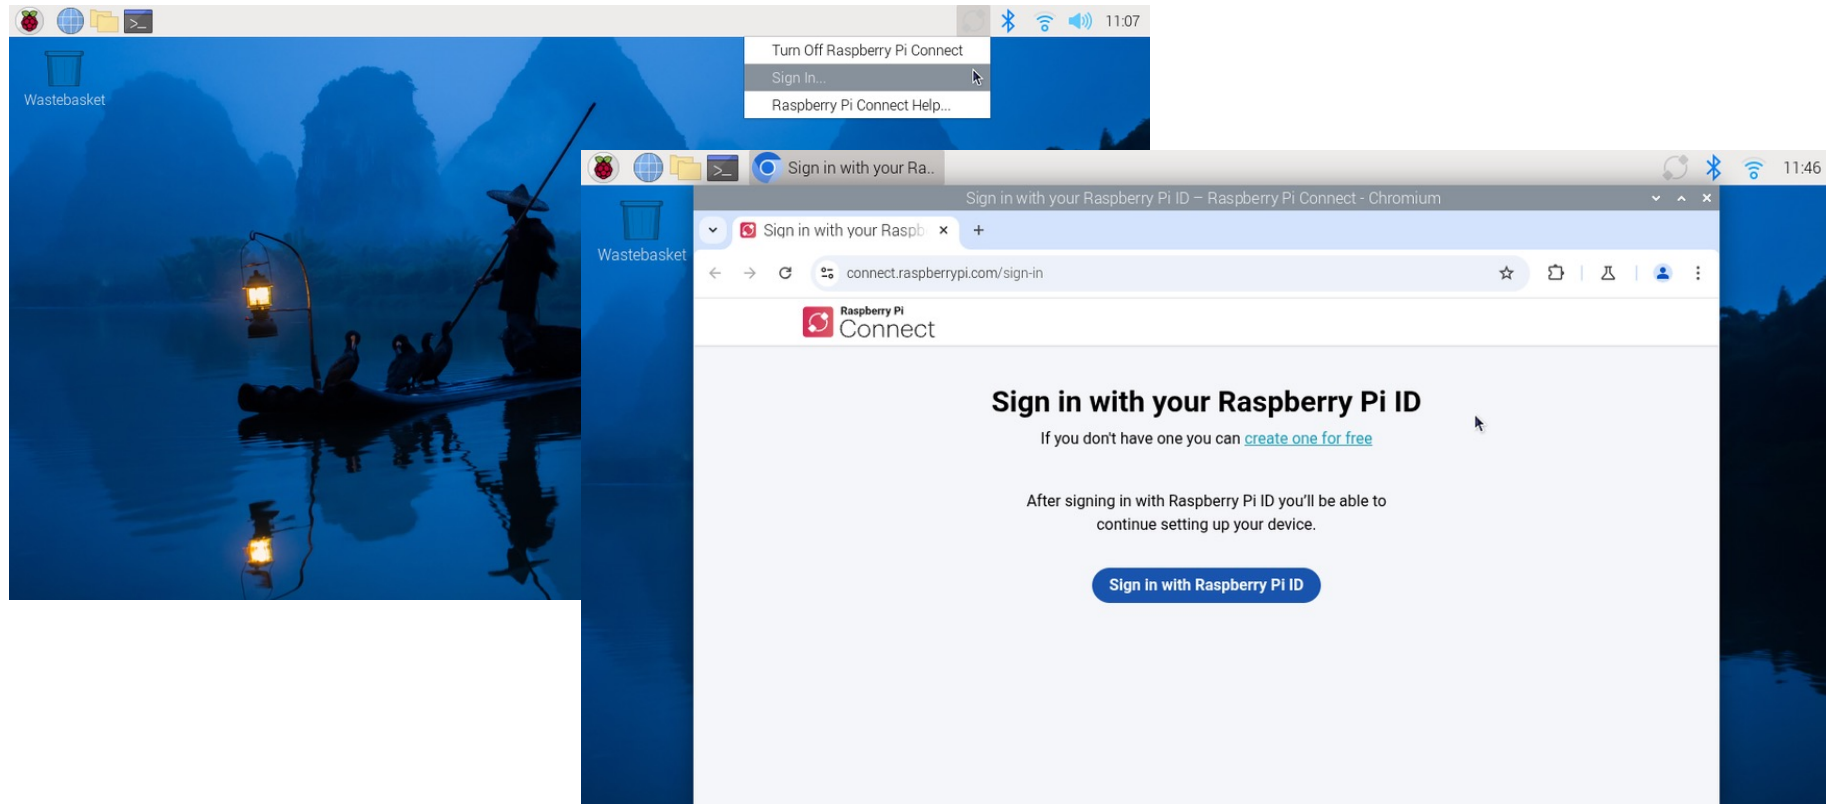 11:07
Turn Off Raspberry Pi Connect
Sign In...
Raspberry Pi Connect Help...
Wastebasket
Sign in with your Ra..
11:46
Sign in with your Raspberry Pi ID – Raspberry Pi Connect - Chromium
Sign in with your Raspb
Wastebasket
connect.raspberrypi.com/sign-in
Raspberry Pi
Connect
Sign in with your Raspberry Pi ID
If you don't have one you can create one for free
After signing in with Raspberry Pi ID you’ll be able to
continue setting up your device.
Sign in with Raspberry Pi ID